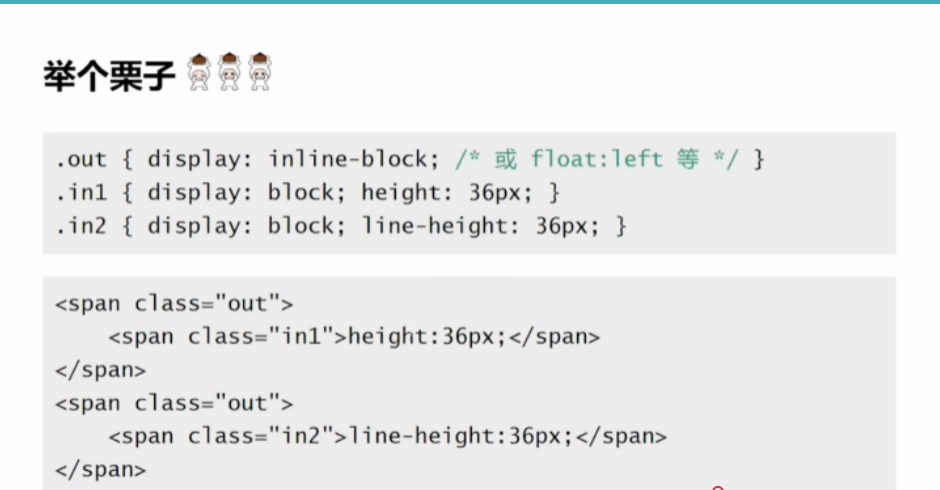 举个栗子
.out { display: inline-block; /* 或 float:left 等 */ }
.in1 { display: block; height: 36px; }
.in2 { display: block; line-height: 36px; }
<span class="out">
    <span class="in1">height:36px;</span>
</span>
<span class="out">
    <span class="in2">line-height:36px;</span>
</span>